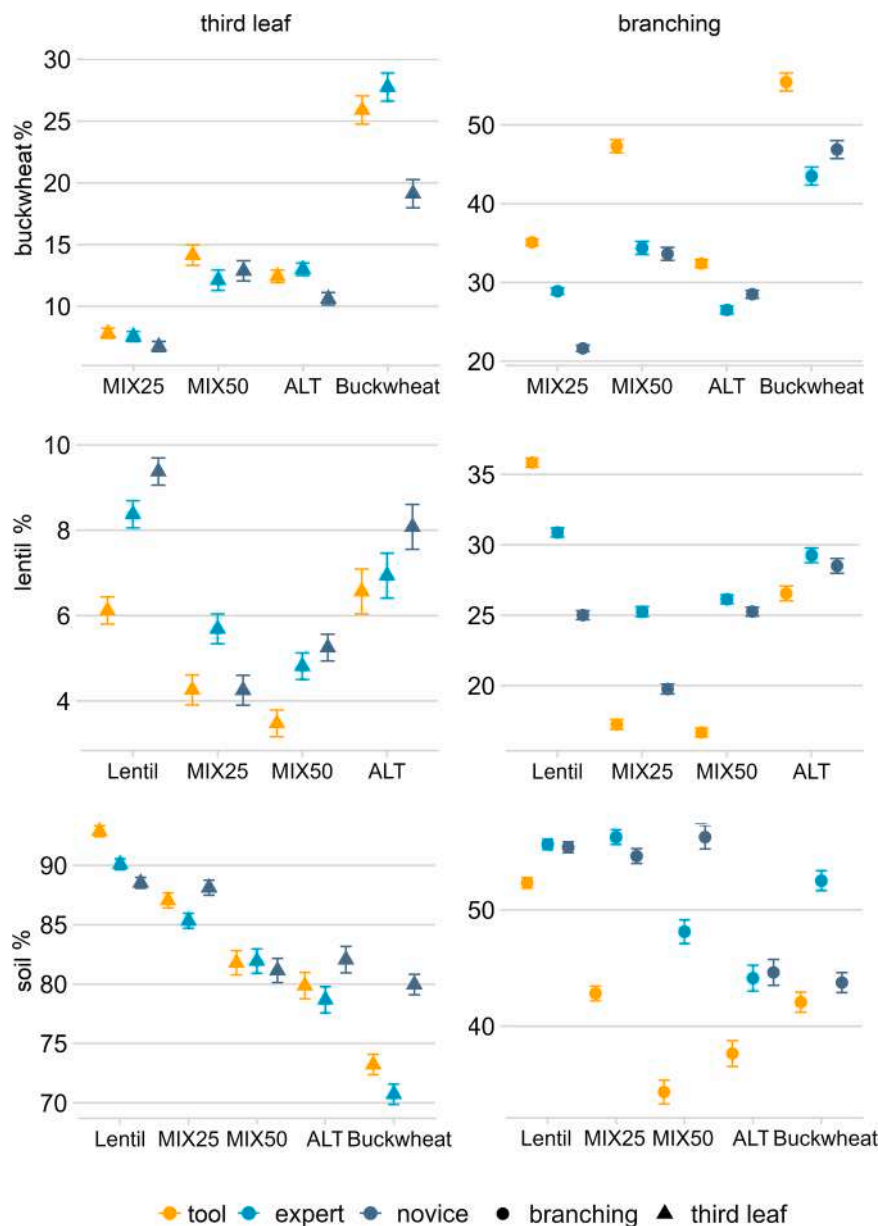 third leaf branching
30
25
20
15
10
buckwheat %
MIX25 MIX50 ALT Buckwheat
50
40
30
20
MIX25 MIX50 ALT Buckwheat
10
8
6
4
lentil %
Lentil MIX25 MIX50 ALT
35
30
25
20
Lentil MIX25 MIX50 ALT
90
85
80
75
70
soil %
Lentil MIX25 MIX50 ALT Buckwheat
50
40
Lentil MIX25 MIX50 ALT Buckwheat
tool expert novice branching third leaf